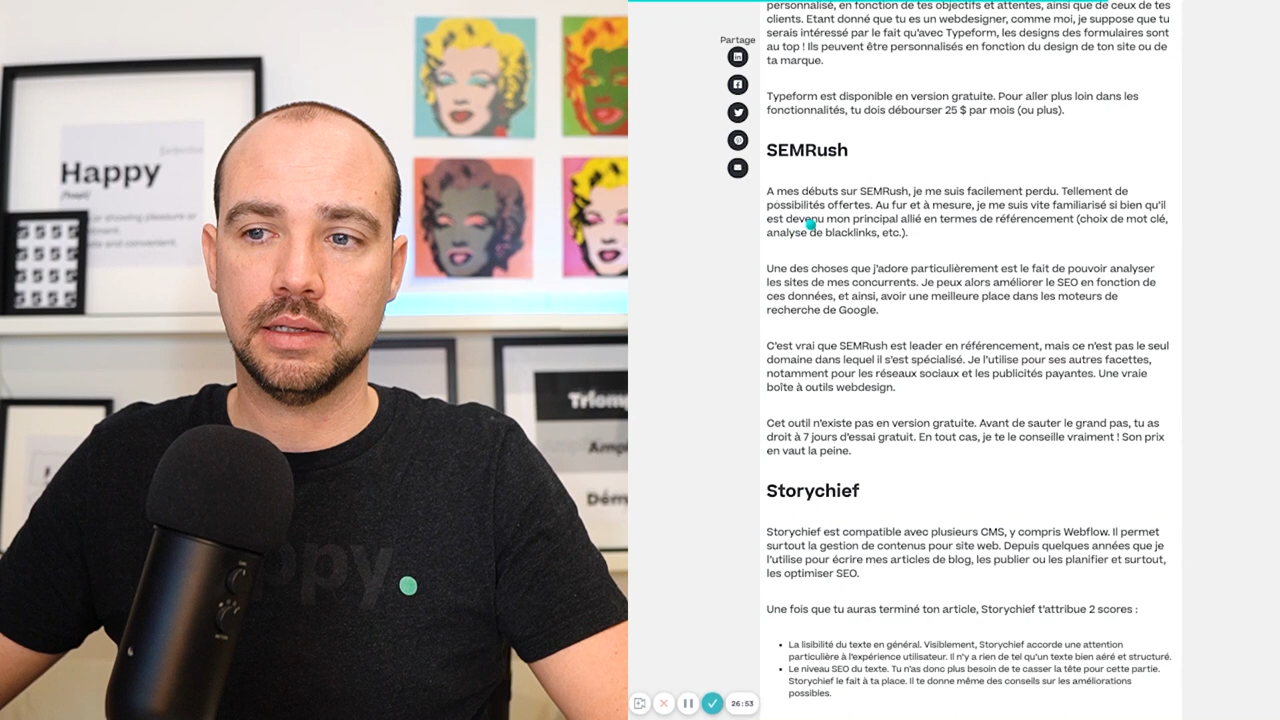 Happy
Triomp
Ampl
Dém
ppy
Partage
personnalisé, en fonction de tes objectifs et attentes, ainsi que de ceux de tes
clients. Etant donné que tu es un webdesigner, comme moi, je suppose que tu
serais intéressé par le fait qu'avec Typeform, les designs des formulaires sont
au top ! Ils peuvent être personnalisés en fonction du design de ton site ou de
ta marque.
Typeform est disponible en version gratuite. Pour aller plus loin dans les
fonctionnalités, tu dois débourser 25 $ par mois (ou plus).
SEMRush
A mes débuts sur SEMRush, je me suis facilement perdu. Tellement de
possibilités offertes. Au fur et à mesure, je me suis vite familiarisé si bien qu'il
est devenu mon principal allié en termes de référencement (choix de mot clé,
analyse de blacklinks, etc.).
Une des choses que j'adore particulièrement est le fait de pouvoir analyser
les sites de mes concurrents. Je peux alors améliorer le SEO en fonction de
ces données, et ainsi, avoir une meilleure place dans les moteurs de
recherche de Google.
C'est vrai que SEMRush est leader en référencement, mais ce n'est pas le seul
domaine dans lequel il s'est spécialisé. Je l'utilise pour ses autres facettes,
notamment pour les réseaux sociaux et les publicités payantes. Une vraie
boîte à outils webdesign.
Cet outil n'existe pas en version gratuite. Avant de sauter le grand pas, tu as
droit à 7 jours d'essai gratuit. En tout cas, je te le conseille vraiment ! Son prix
en vaut la peine.
Storychief
Storychief est compatible avec plusieurs CMS, y compris Webflow. Il permet
surtout la gestion de contenus pour site web. Depuis quelques années que je
l'utilise pour écrire mes articles de blog, les publier ou les planifier et surtout,
les optimiser SEO.
Une fois que tu auras terminé ton article, Storychief t'attribue 2 scores :
• La lisibilité du texte en général. Visiblement, Storychief accorde une attention
particulière à l'expérience utilisateur. Il n'y a rien de tel qu'un texte bien aéré et structuré.
• Le niveau SEO du texte. Tu n'as donc plus besoin de te casser la tête pour cette partie.
Storychief le fait à ta place. Il te donne même des conseils sur les améliorations
possibles.
26:53